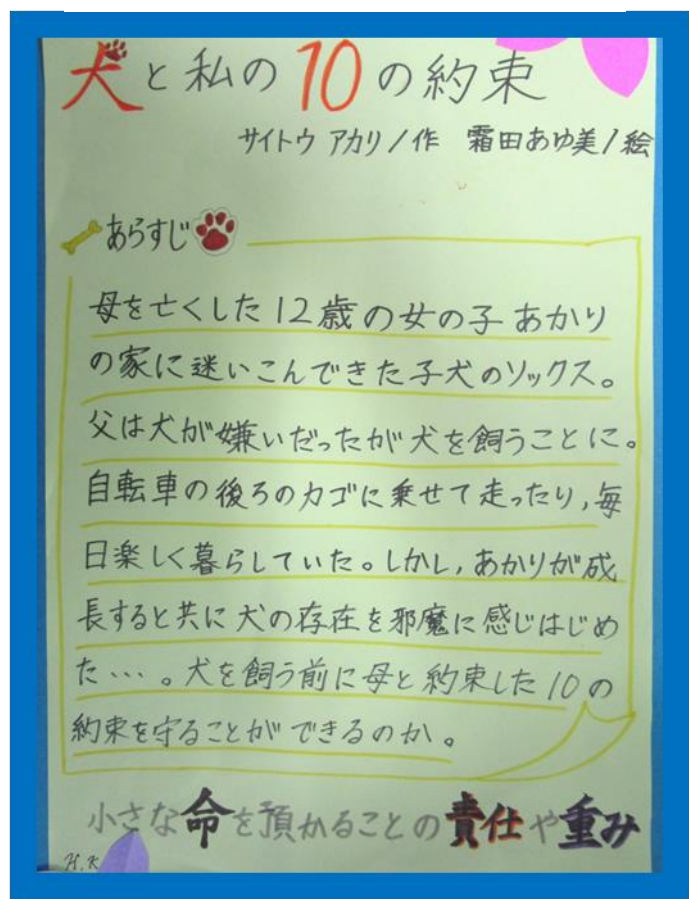 犬と私の10の約束
サイトウ アカリ/作 霜田あゆ美/絵
あらすじ
母を亡くした12歳の女の子あかり
の家に迷いこんできた子犬のソックス。
父は犬が嫌いだったが犬を飼うことに。
自転車の後ろのカゴに乗せて走ったり,毎
日楽しく暮らしていた。しかし,あかりが成
長すると共に犬の存在を邪魔に感じはじめ
た…。犬を飼う前に母と約束した10の
約束を守ることができるのか。
小さな命を預かることの責任や重み
H.K